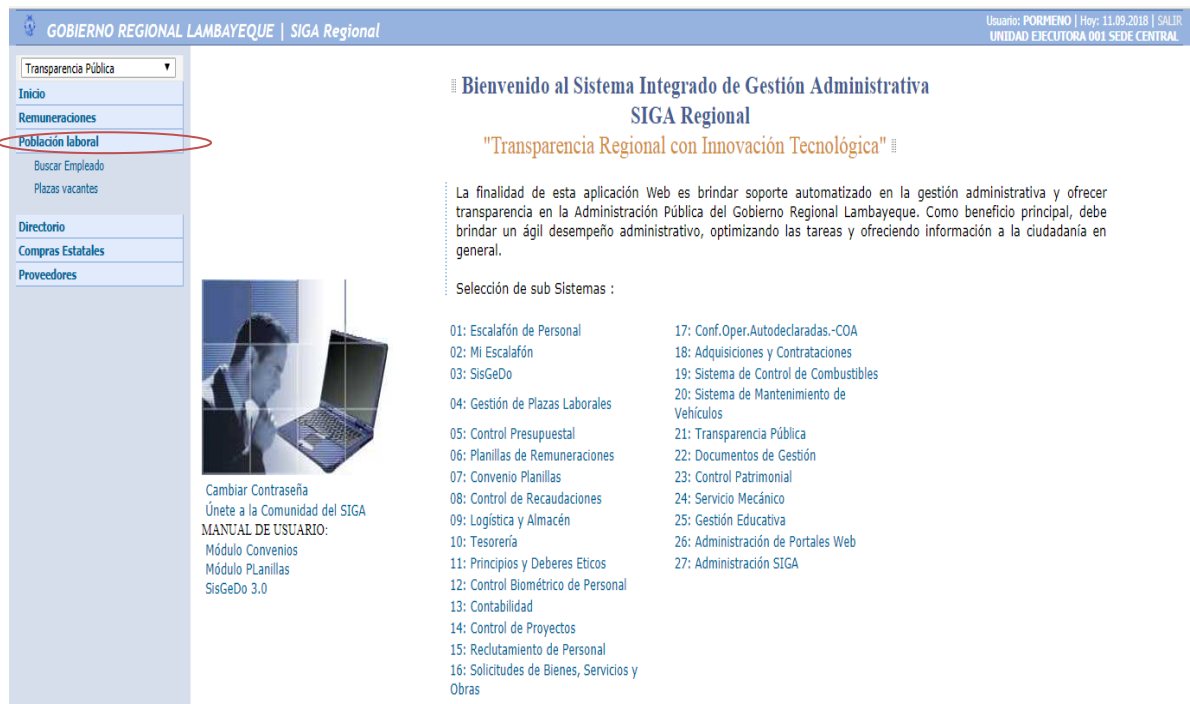 GOBIERNO REGIONAL LAMBAYEQUE | SIGA Regional
Usuario: PORMENO | Hoy: 11.09.2018 | SALIR
UNIDAD EJECUTORA 001 SEDE CENTRAL
Transparencia Pública
Inicio
Remuneraciones
Población laboral
Buscar Empleado
Plazas vacantes
Directorio
Compras Estatales
Proveedores
Bienvenido al Sistema Integrado de Gestión Administrativa
SIGA Regional
"Transparencia Regional con Innovación Tecnológica"
La finalidad de esta aplicación Web es brindar soporte automatizado en la gestión administrativa y ofrecer
transparencia en la Administración Pública del Gobierno Regional Lambayeque. Como beneficio principal, debe
brindar un ágil desempeño administrativo, optimizando las tareas y ofreciendo información a la ciudadanía en
general.
Selección de sub Sistemas :
01: Escalafón de Personal
02: Mi Escalafón
03: SisGeDo
04: Gestión de Plazas Laborales
05: Control Presupuestal
06: Planillas de Remuneraciones
07: Convenio Planillas
08: Control de Recaudaciones
09: Logística y Almacén
10: Tesorería
11: Principios y Deberes Eticos
12: Control Biométrico de Personal
13: Contabilidad
14: Control de Proyectos
15: Reclutamiento de Personal
16: Solicitudes de Bienes, Servicios y
Obras
17: Conf.Oper.Autodeclaradas.-COA
18: Adquisiciones y Contrataciones
19: Sistema de Control de Combustibles
20: Sistema de Mantenimiento de
Vehículos
21: Transparencia Pública
22: Documentos de Gestión
23: Control Patrimonial
24: Servicio Mecánico
25: Gestión Educativa
26: Administración de Portales Web
27: Administración SIGA
Cambiar Contraseña
Únete a la Comunidad del SIGA
MANUAL DE USUARIO:
Módulo Convenios
Módulo PLanillas
SisGeDo 3.0